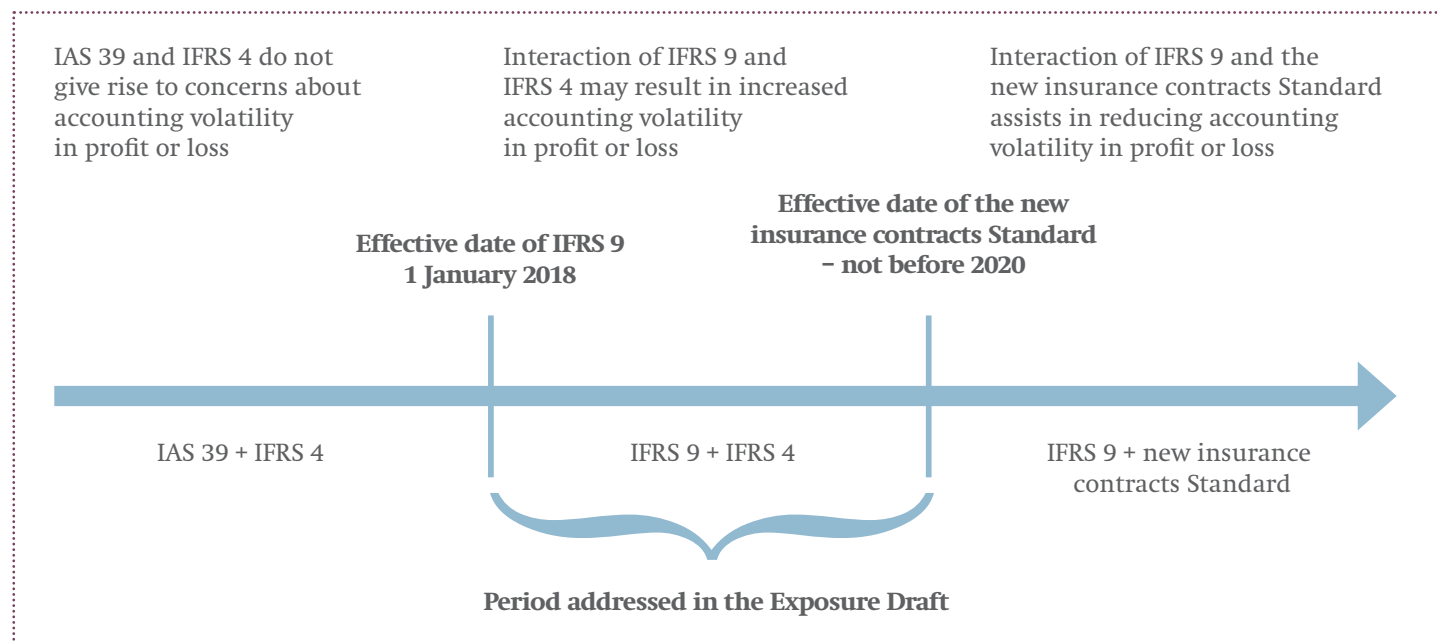 IAS 39 and IFRS 4 do not
give rise to concerns about
accounting volatility
in profit or loss
Interaction of IFRS 9 and
IFRS 4 may result in increased
accounting volatility
in profit or loss
Interaction of IFRS 9 and the
new insurance contracts Standard
assists in reducing accounting
volatility in profit or loss
Effective date of IFRS 9
1 January 2018
Effective date of the new
insurance contracts Standard
– not before 2020
IAS 39 + IFRS 4
IFRS 9 + IFRS 4
IFRS 9 + new insurance
contracts Standard
Period addressed in the Exposure Draft